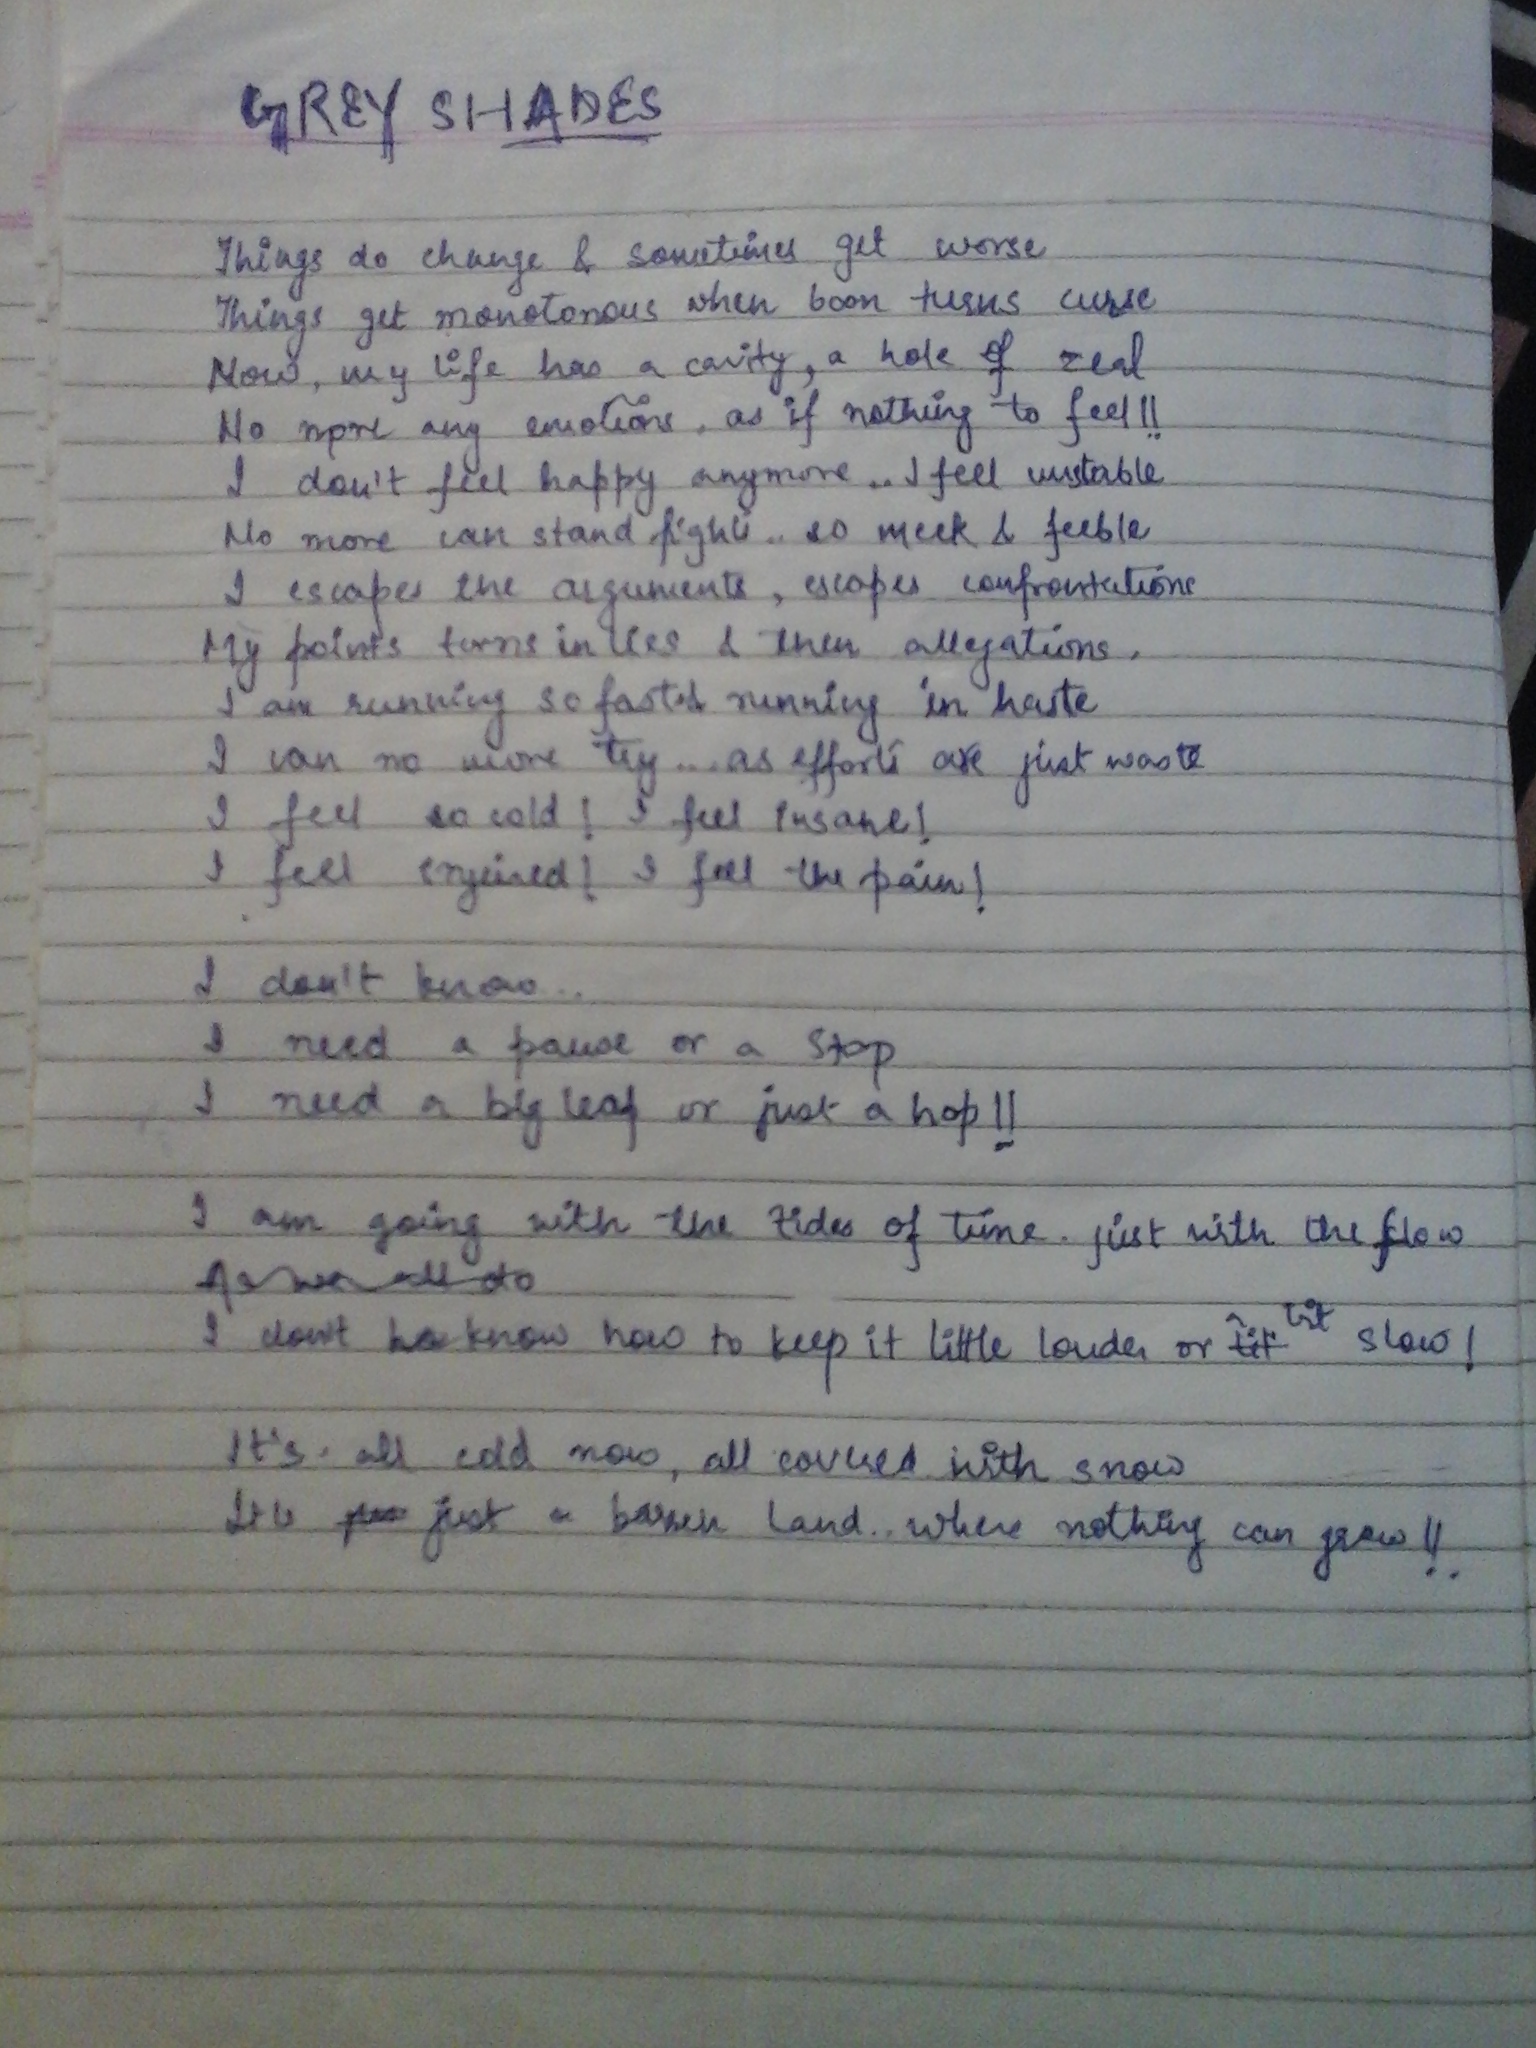 GREY SHADES
Things do change & sometimes get worse
Things get monotonous when boon turns curse
Now, my life has a cavity, a hole of zeal
No more any emotions, as if nothing to feel!!
I don't feel happy anymore.. I feel unstable
No more can stand fights.. so meek & feeble
I escapes the arguments, escapes confrontations
My points turns in lies & then allegations.
I am running so fast & running in haste
I can no more try.... as efforts are just waste
I feel so cold! I feel insane!
I feel injured! I feel the pain!
I don't know...
I need a pause or a stop
I need a big leap or just a hop!!
I am going with the tides of time. just with the flow
As we all do
I don't know how to keep it little louder or bit slow!
It's all cold now, all covered with snow
It's just a barren land.. where nothing can grow!!